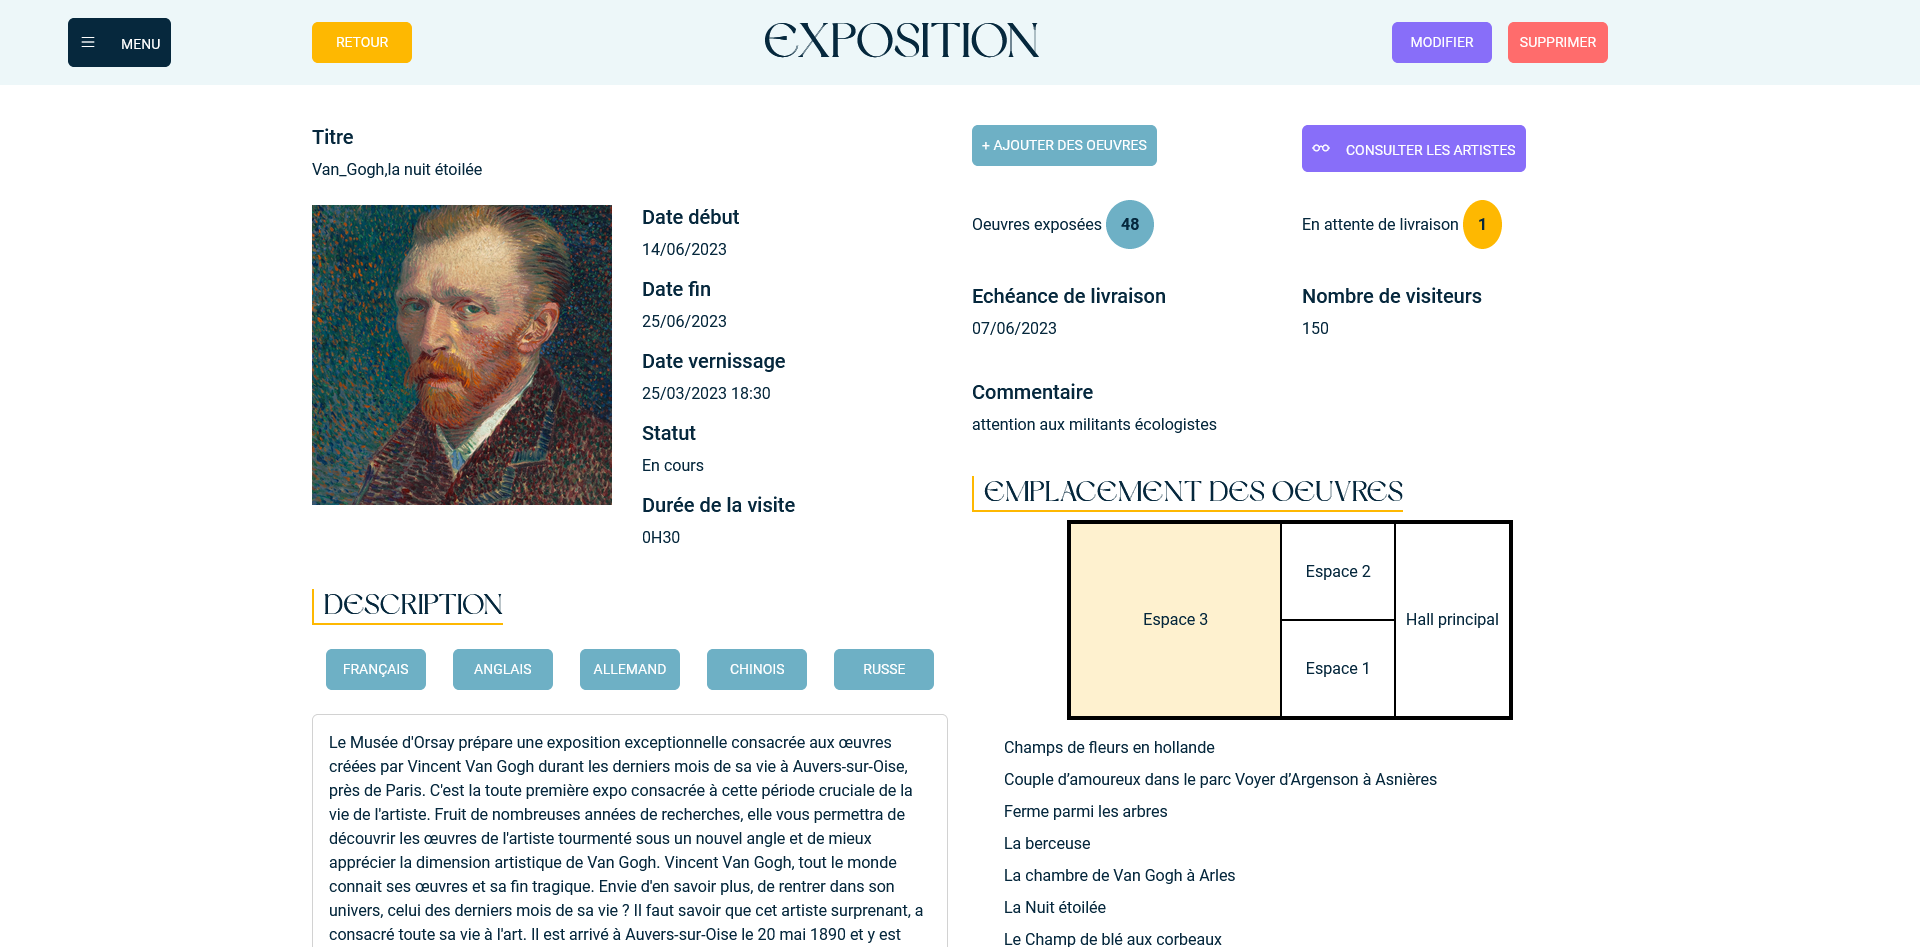 MENU
RETOUR
EXPOSITION
MODIFIER
SUPPRIMER
Titre
Van_Gogh,la nuit étoilée
Date début
14/06/2023
Date fin
25/06/2023
Date vernissage
25/03/2023 18:30
Statut
En cours
Durée de la visite
0H30
DESCRIPTION
FRANÇAIS
ANGLAIS
ALLEMAND
CHINOIS
RUSSE
Le Musée d'Orsay prépare une exposition exceptionnelle consacrée aux œuvres
créées par Vincent Van Gogh durant les derniers mois de sa vie à Auvers-sur-Oise,
près de Paris. C'est la toute première expo consacrée à cette période cruciale de la
vie de l'artiste. Fruit de nombreuses années de recherches, elle vous permettra de
découvrir les œuvres de l'artiste tourmenté sous un nouvel angle et de mieux
apprécier la dimension artistique de Van Gogh. Vincent Van Gogh, tout le monde
connait ses œuvres et sa fin tragique. Envie d'en savoir plus, de rentrer dans son
univers, celui des derniers mois de sa vie ? Il faut savoir que cet artiste surprenant, a
consacré toute sa vie à l'art. Il est arrivé à Auvers-sur-Oise le 20 mai 1890 et y est
+ AJOUTER DES OEUVRES
CONSULTER LES ARTISTES
Oeuvres exposées 48
En attente de livraison 1
Echéance de livraison
07/06/2023
Nombre de visiteurs
150
Commentaire
attention aux militants écologistes
EMPLACEMENT DES OEUVRES
Espace 3
Espace 2
Espace 1
Hall principal
Champs de fleurs en hollande
Couple d’amoureux dans le parc Voyer d’Argenson à Asnières
Ferme parmi les arbres
La berceuse
La chambre de Van Gogh à Arles
La Nuit étoilée
Le Champ de blé aux corbeaux